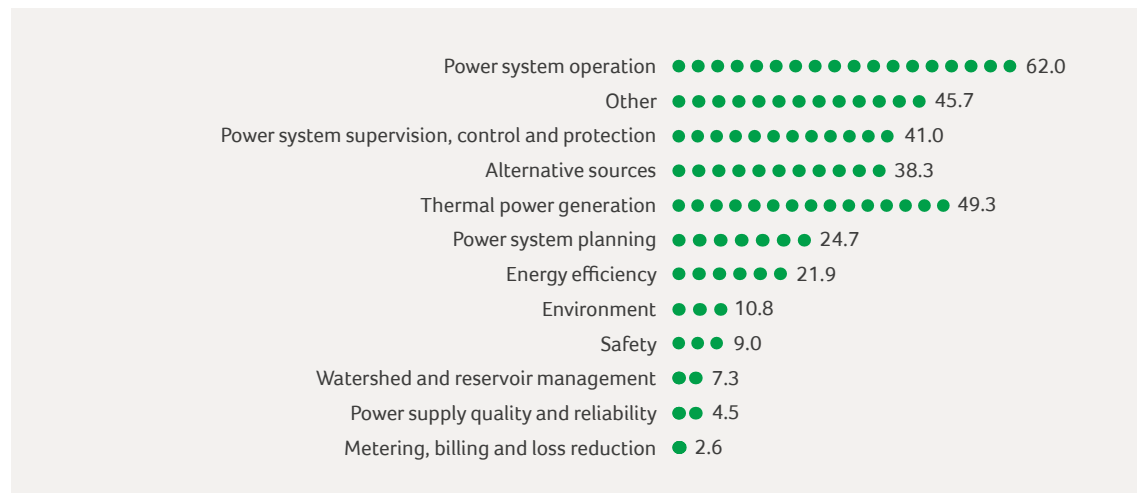 Power system operation 62.0
Other 45.7
Power system supervision, control and protection 41.0
Alternative sources 38.3
Thermal power generation 49.3
Power system planning 24.7
Energy efficiency 21.9
Environment 10.8
Safety 9.0
Watershed and reservoir management 7.3
Power supply quality and reliability 4.5
Metering, billing and loss reduction 2.6